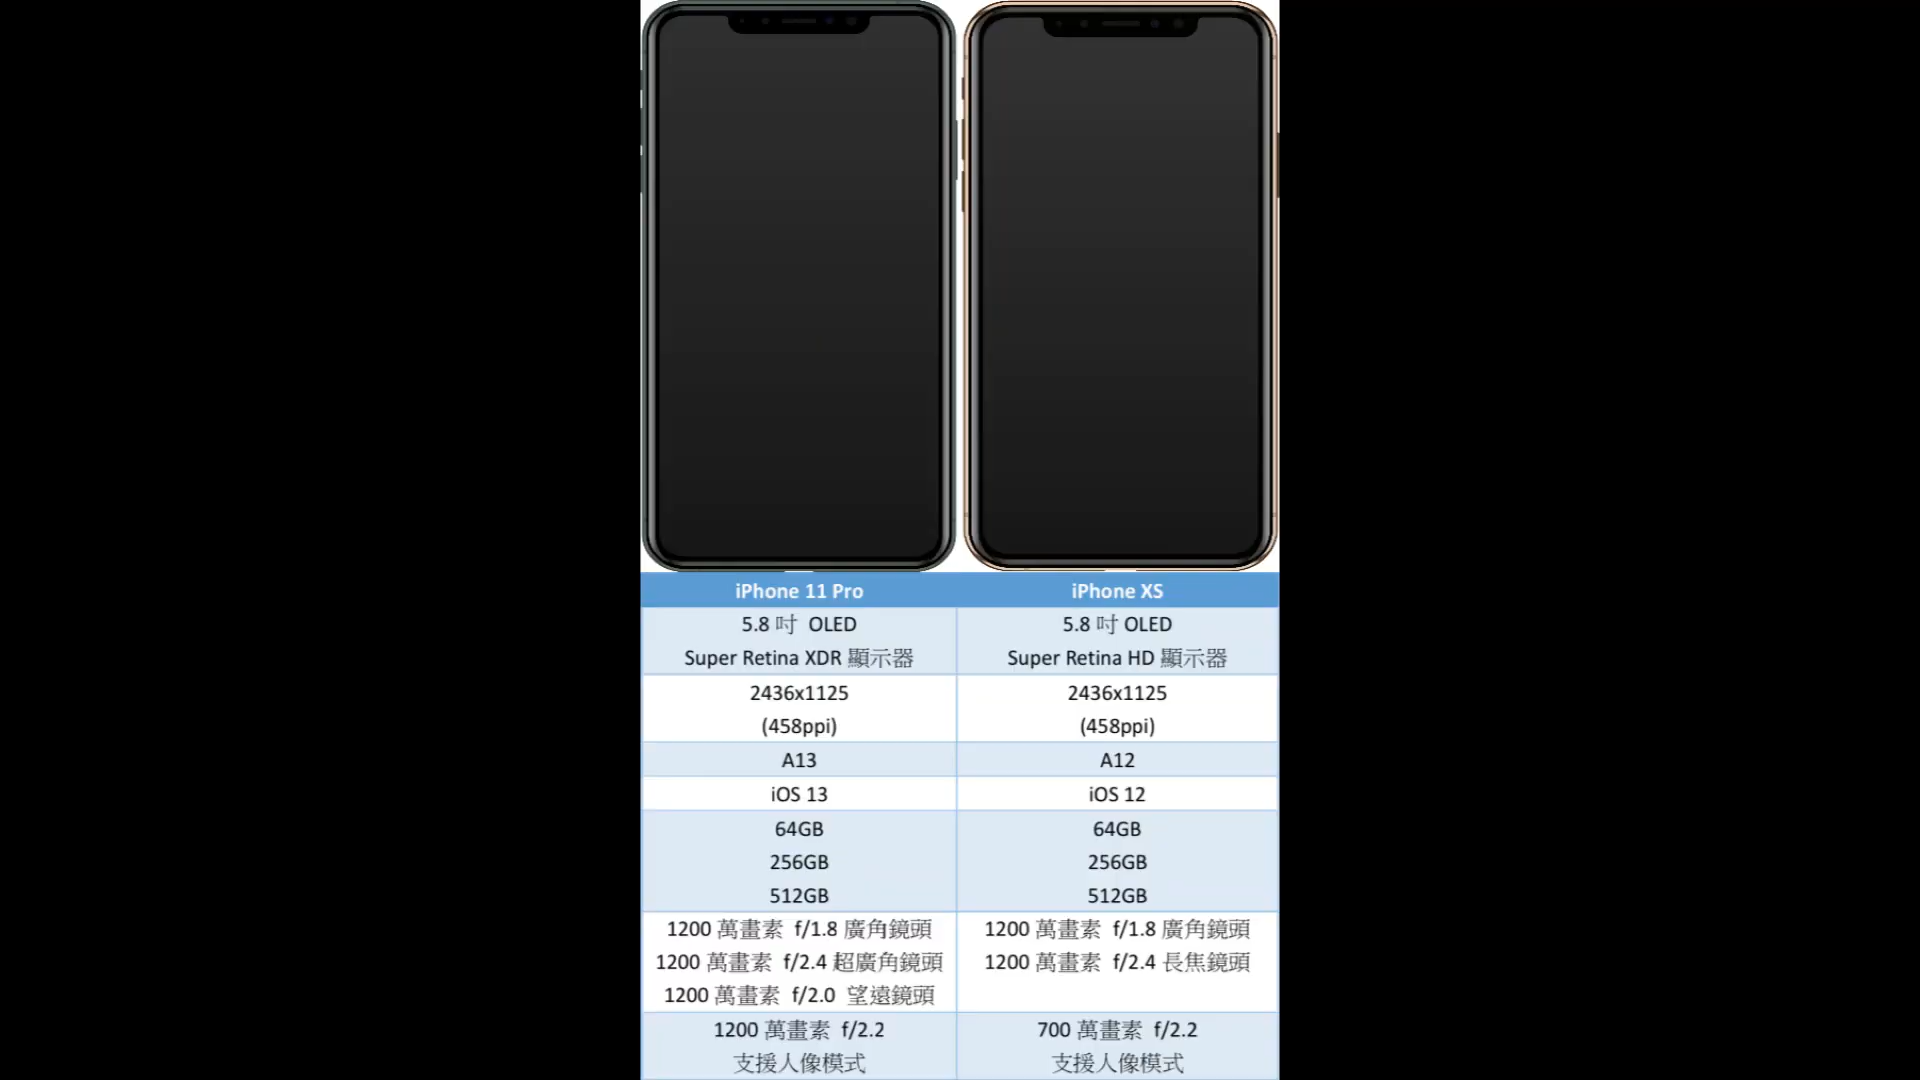 iPhone 11 Pro
iPhone XS
5.8 吋 OLED
Super Retina XDR 顯示器
5.8 吋 OLED
Super Retina HD 顯示器
2436x1125
(458ppi)
2436x1125
(458ppi)
A13
A12
iOS 13
iOS 12
64GB
256GB
512GB
64GB
256GB
512GB
1200 萬畫素 f/1.8 廣角鏡頭
1200 萬畫素 f/2.4 超廣角鏡頭
1200 萬畫素 f/2.0 望遠鏡頭
1200 萬畫素 f/1.8 廣角鏡頭
1200 萬畫素 f/2.4 長焦鏡頭
1200 萬畫素 f/2.2
支援人像模式
700 萬畫素 f/2.2
支援人像模式